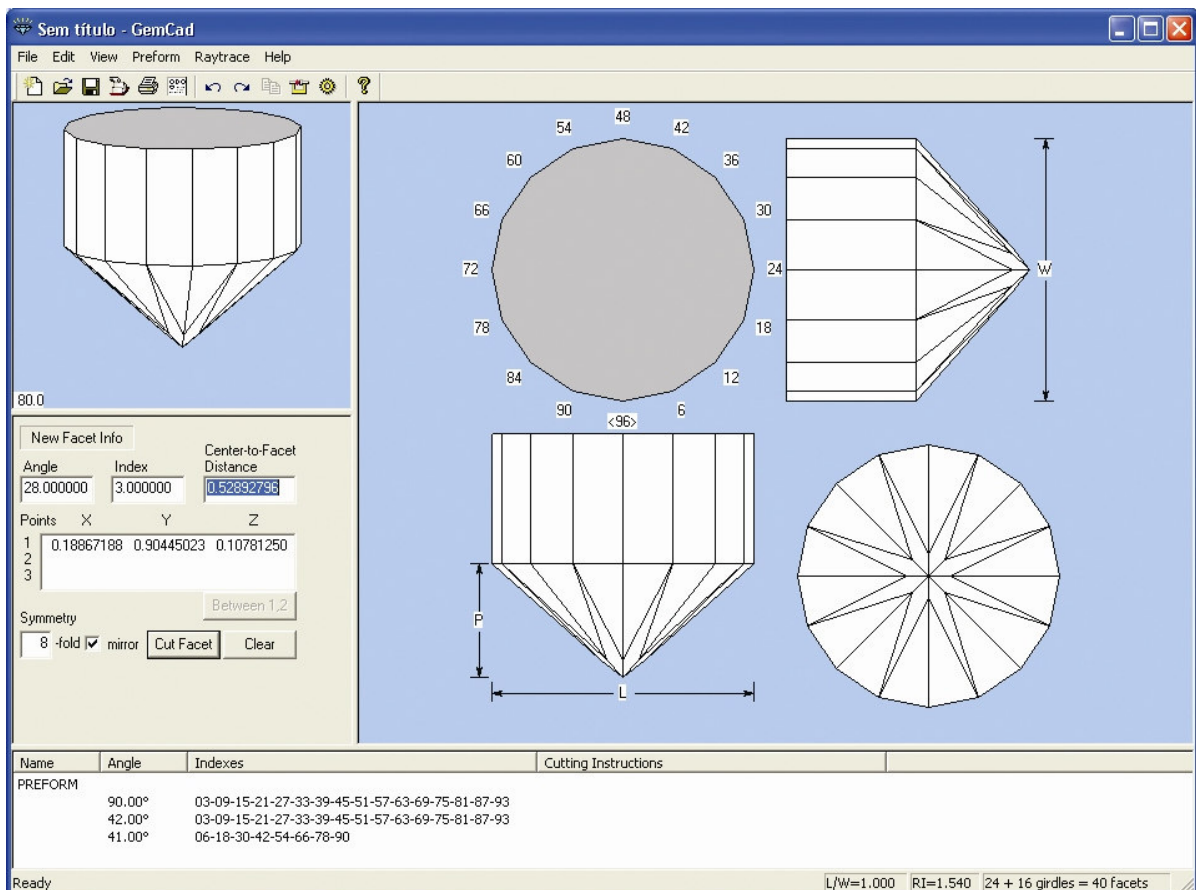 Sem título - GemCad
File Edit View Preform Raytrace Help
80.0
48
54 42
60 36
66 30
72 24
78 18
84 12
90 6
<96>
W
P
L
New Facet Info
Angle Index Center-to-Facet Distance
28.000000 3.000000 0.52892796
Points X Y Z
1 0.18867188 0.90445023 0.10781250
2
3
Between 1,2
Symmetry
8 -fold mirror Cut Facet Clear
Name Angle Indexes Cutting Instructions
PREFORM
90.00° 03-09-15-21-27-33-39-45-51-57-63-69-75-81-87-93
42.00° 03-09-15-21-27-33-39-45-51-57-63-69-75-81-87-93
41.00° 06-18-30-42-54-66-78-90
Ready L/W=1.000 RI=1.540 24 + 16 girdles = 40 facets